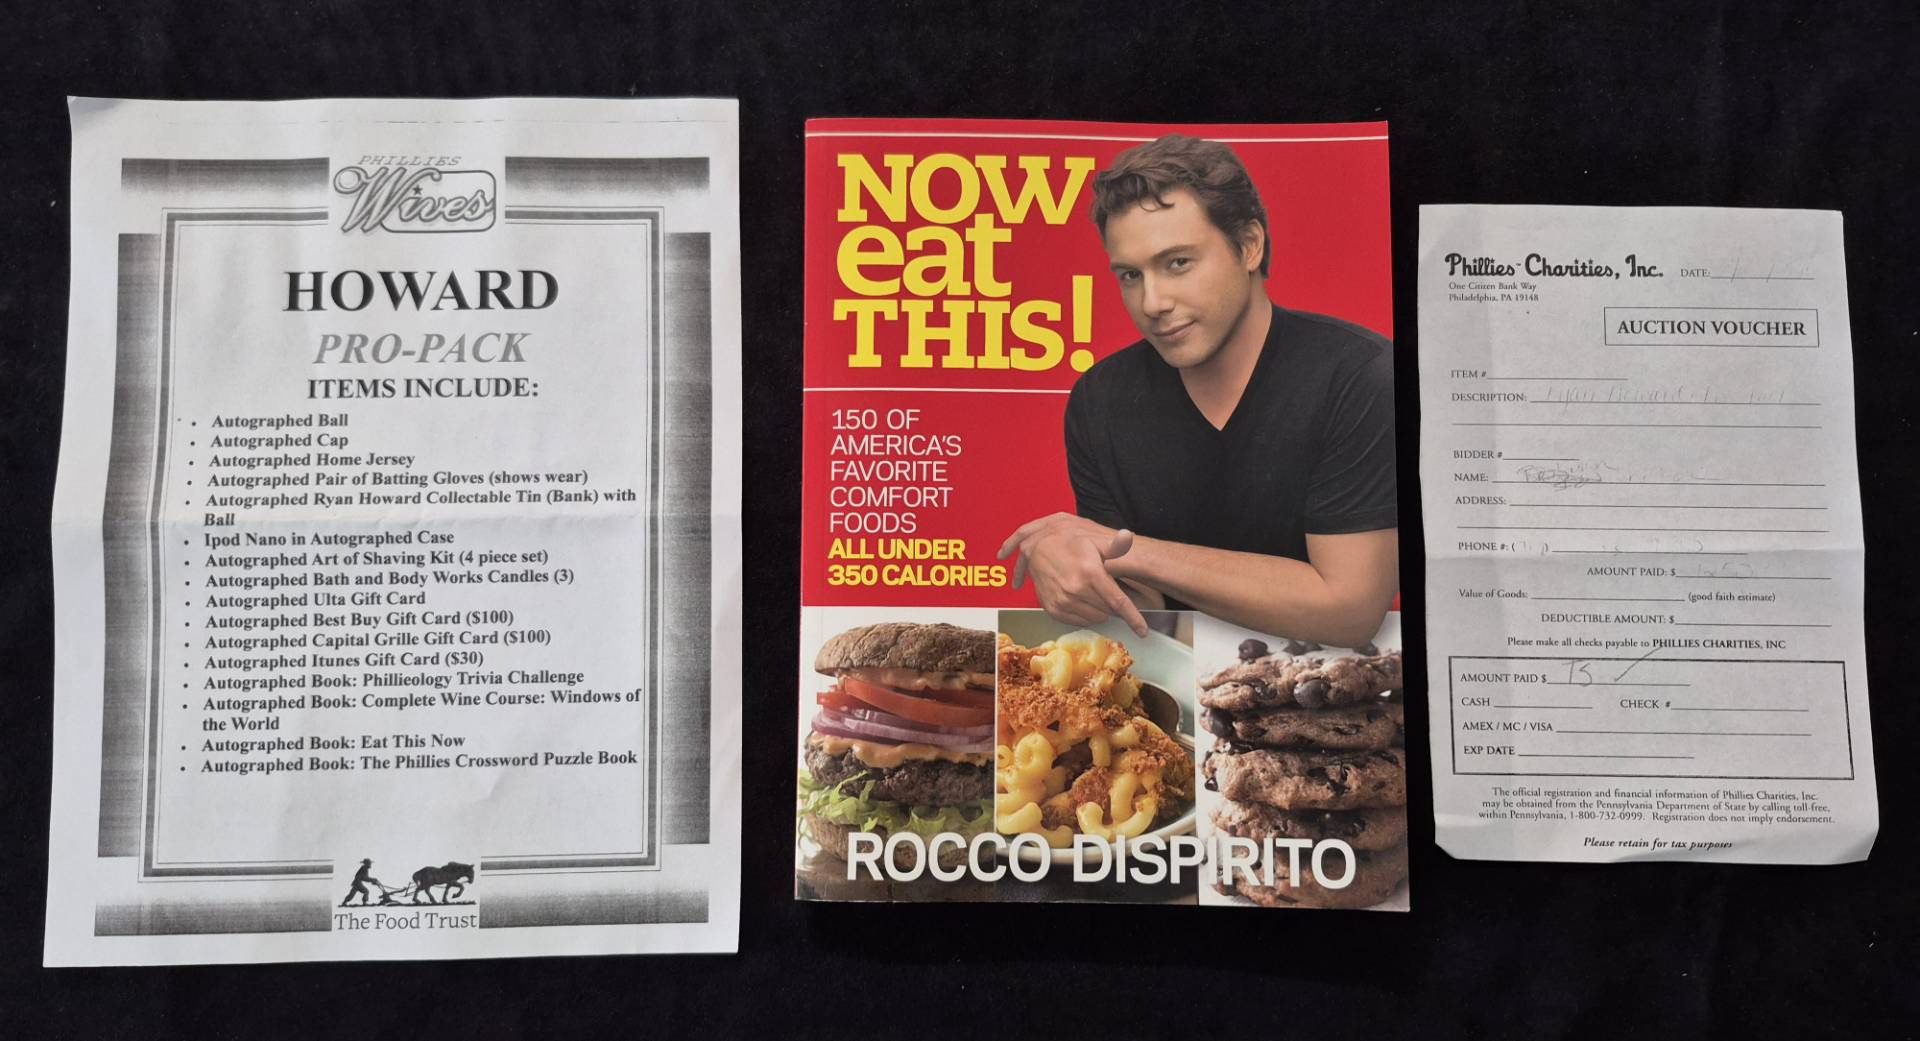 PHILLIES
Wives
HOWARD
PRO-PACK
ITEMS INCLUDE:
• Autographed Ball
• Autographed Cap
• Autographed Home Jersey
• Autographed Pair of Batting Gloves (shows wear)
• Autographed Ryan Howard Collectable Tin (Bank) with
Ball
• Ipod Nano in Autographed Case
• Autographed Art of Shaving Kit (4 piece set)
• Autographed Bath and Body Works Candles (3)
• Autographed Ulta Gift Card
• Autographed Best Buy Gift Card ($100)
• Autographed Capital Grille Gift Card ($100)
• Autographed Itunes Gift Card ($30)
• Autographed Book: Phillieology Trivia Challenge
• Autographed Book: Complete Wine Course: Windows of
the World
• Autographed Book: Eat This Now
• Autographed Book: The Phillies Crossword Puzzle Book
The Food Trust
NOW
eat
THIS!
150 OF
AMERICA'S
FAVORITE
COMFORT
FOODS
ALL UNDER
350 CALORIES
ROCCO DISPIRITO
Phillies™ Charities, Inc. DATE:
One Citizen Bank Way
Philadelphia, PA 19148
AUCTION VOUCHER
ITEM #
DESCRIPTION: Ryan Howard
BIDDER #
NAME:
ADDRESS:
PHONE #: ( )
AMOUNT PAID: $
Value of Goods: (good faith estimate)
DEDUCTIBLE AMOUNT: $
Please make all checks payable to PHILLIES CHARITIES, INC
AMOUNT PAID $ 75
CASH CHECK #
AMEX / MC / VISA
EXP DATE
The official registration and financial information of Phillies Charities, Inc.
may be obtained from the Pennsylvania Department of State by calling toll-free,
within Pennsylvania, 1-800-732-0999. Registration does not imply endorsement.
Please retain for tax purposes